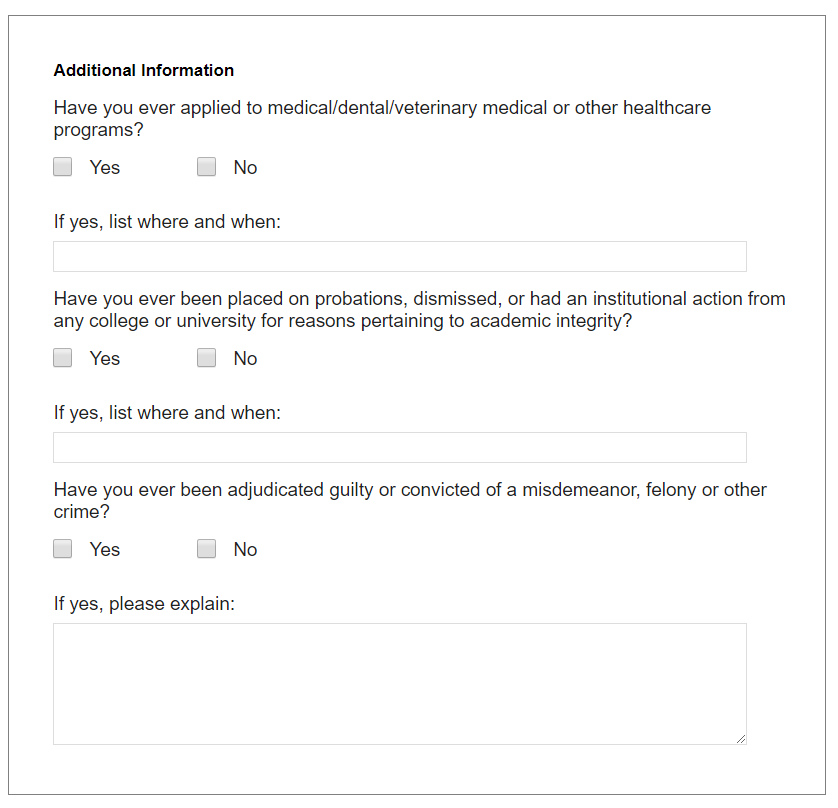 Additional Information
Have you ever applied to medical/dental/veterinary medical or other healthcare
programs?
Yes No
If yes, list where and when:
Have you ever been placed on probations, dismissed, or had an institutional action from
any college or university for reasons pertaining to academic integrity?
Yes No
If yes, list where and when:
Have you ever been adjudicated guilty or convicted of a misdemeanor, felony or other
crime?
Yes No
If yes, please explain: